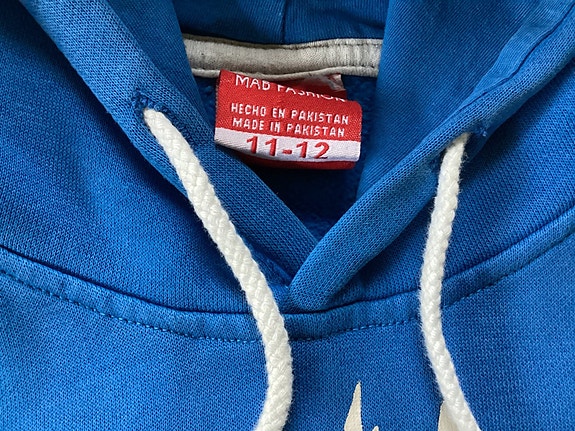 MAD FASHION
HECHO EN PAKISTAN
MADE IN PAKISTAN
11-12